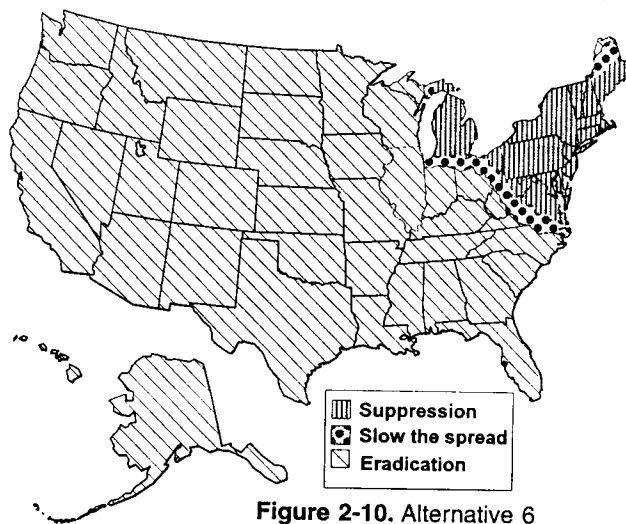 Suppression
Slow the spread
Eradication
Figure 2-10. Alternative 6